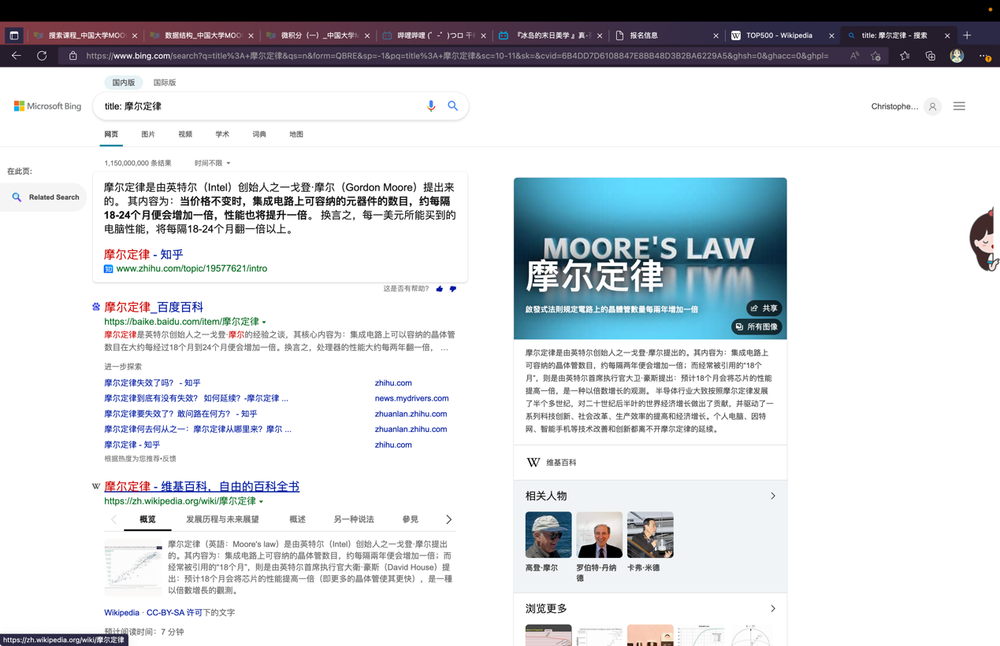 搜索课程_中国大学MOO
数据结构_中国大学MOO
微积分（一）_中国大学M
哔哩哔哩 (゜-゜)つロ 干
『冰岛的末日美学 』真·
报名信息
TOP500 - Wikipedia
title: 摩尔定律 - 搜索
https://www.bing.com/search?q=title%3A+摩尔定律&qs=n&form=QBRE&sp=-1&pq=title%3A+摩尔定律&sc=10-11&sk=&cvid=6B4DD7D6108847E8BB48D3B2BA6229A5&ghsh=0&ghacc=0&ghpl=
国内版
国际版
Microsoft Bing
title: 摩尔定律
Christophe...
网页
图片
视频
学术
词典
地图
1,150,000,000 条结果
时间不限
在此页:
Related Search
摩尔定律是由英特尔（Intel）创始人之一戈登·摩尔（Gordon Moore）提出来
的。 其内容为：当价格不变时，集成电路上可容纳的元器件的数目，约每隔
18-24个月便会增加一倍，性能也将提升一倍。 换言之，每一美元所能买到的
电脑性能，将每隔18-24个月翻一倍以上。
摩尔定律 - 知乎
知 www.zhihu.com/topic/19577621/intro
这是否有帮助?
摩尔定律_百度百科
https://baike.baidu.com/item/摩尔定律
摩尔定律是英特尔创始人之一戈登·摩尔的经验之谈，其核心内容为：集成电路上可以容纳的晶体管
数目在大约每经过18个月到24个月便会增加一倍。换言之，处理器的性能大约每两年翻一倍， ...
进一步探索
摩尔定律失效了吗？ - 知乎
zhihu.com
摩尔定律到底有没有失效？ 如何延续？-摩尔定律 ...
news.mydrivers.com
摩尔定律要失效了？敢问路在何方？ - 知乎
zhuanlan.zhihu.com
摩尔定律何去何从之一：摩尔定律从哪里来？摩尔 ...
zhuanlan.zhihu.com
摩尔定律 - 知乎
zhihu.com
根据热度为您推荐•反馈
W 摩尔定律 - 维基百科，自由的百科全书
https://zh.wikipedia.org/wiki/摩尔定律
概览
发展历程与未来展望
概述
另一种说法
參見
摩尔定律（英語：Moore's law）是由英特尔（Intel）创始人之一戈登·摩尔提出
的。其内容为：集成电路上可容纳的晶体管数目，约每隔两年便会增加一倍；而
经常被引用的“18个月”，則是由英特尔首席执行官大衛·豪斯（David House）提
出：预计18个月会将芯片的性能提高一倍（即更多的晶体管使其更快），是一種
以倍數增長的觀測。
Wikipedia · CC-BY-SA 许可下的文字
预计阅读时间：7 分钟
https://zh.wikipedia.org/wiki/摩尔定律
MOORE'S LAW
摩尔定律
啟發式法則規定電路上的晶體管數量每兩年增加一倍
共享
所有图像
摩尔定律是由英特尔创始人之一戈登·摩尔提出的。其内容为：集成电路上
可容纳的晶体管数目，约每隔两年便会增加一倍；而经常被引用的“18个
月”，则是由英特尔首席执行官大卫·豪斯提出：预计18个月会将芯片的性能
提高一倍，是一种以倍数增长的观测。 半导体行业大致按照摩尔定律发展
了半个多世纪，对二十世纪后半叶的世界经济增长做出了贡献，并驱动了一
系列科技创新、社会改革、生产效率的提高和经济增长。个人电脑、因特
网、智能手机等技术改善和创新都离不开摩尔定律的延续。
W 维基百科
相关人物
高登·摩尔
罗伯特·丹纳
德
卡弗·米德
浏览更多